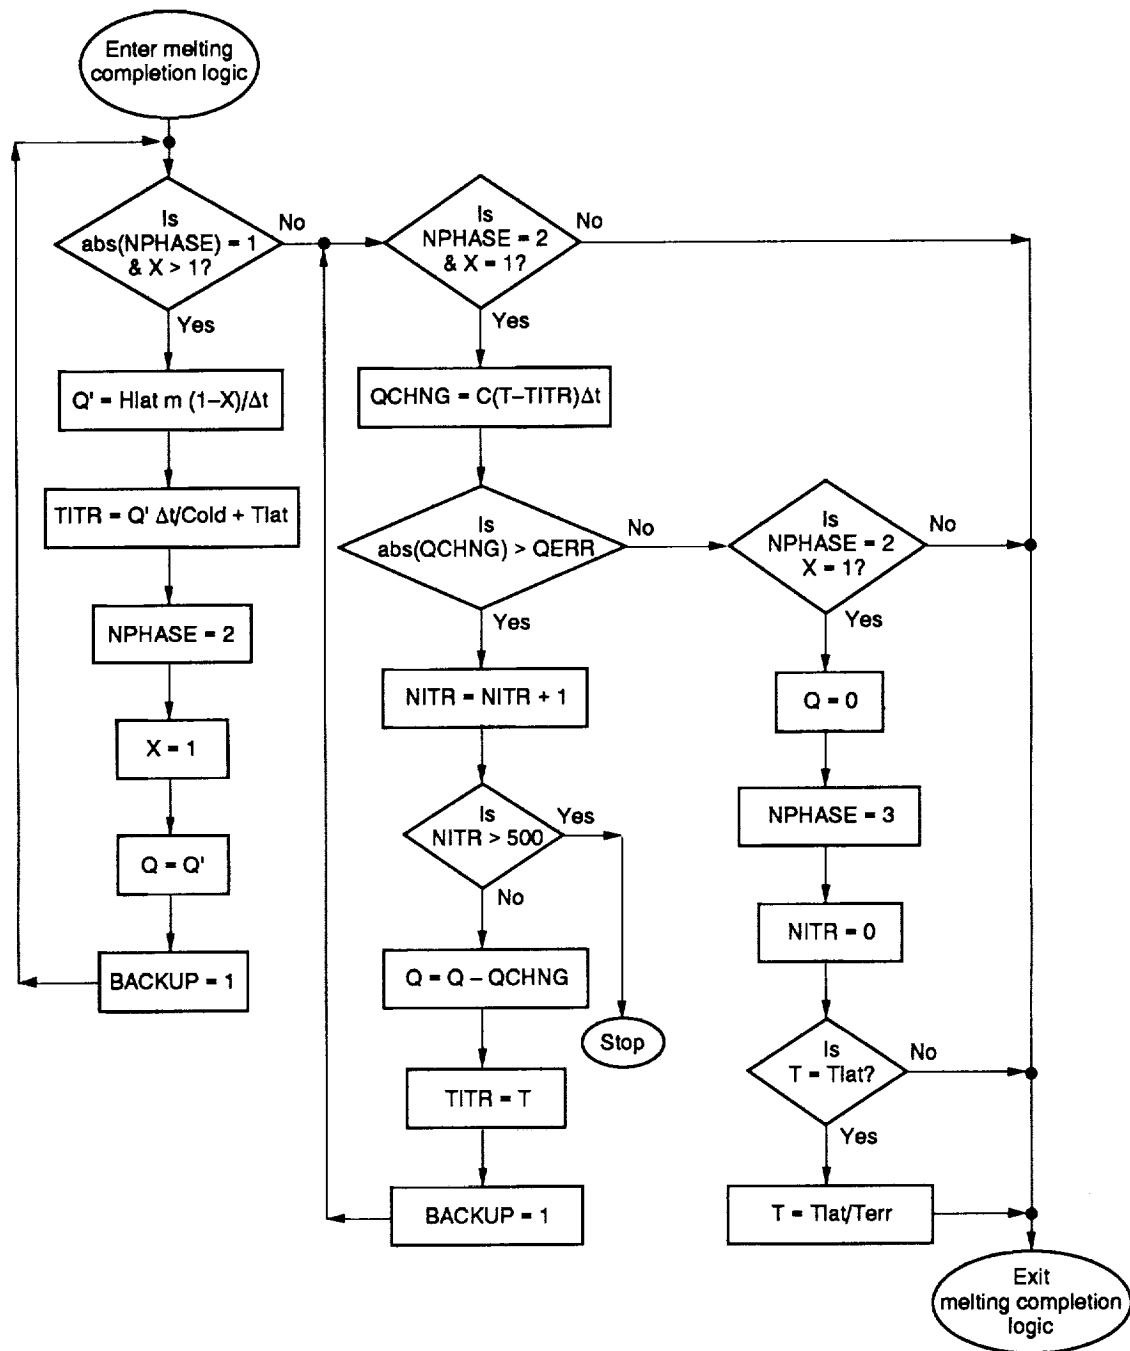 Enter melting
completion logic
Is
abs(NPHASE) = 1
& X > 1?
No
Yes
Q' = Hlat m (1–X)/Δt
TITR = Q' Δt/Cold + Tlat
NPHASE = 2
X = 1
Q = Q'
BACKUP = 1
Is
NPHASE = 2
& X = 1?
No
Yes
QCHNG = C(T–TITR)Δt
Is
abs(QCHNG) > QERR
No
Yes
NITR = NITR + 1
Is
NITR > 500
Yes
No
Stop
Q = Q – QCHNG
TITR = T
BACKUP = 1
Is
NPHASE = 2
X = 1?
No
Yes
Q = 0
NPHASE = 3
NITR = 0
Is
T = Tlat?
No
Yes
T = Tlat/Terr
Exit
melting completion
logic